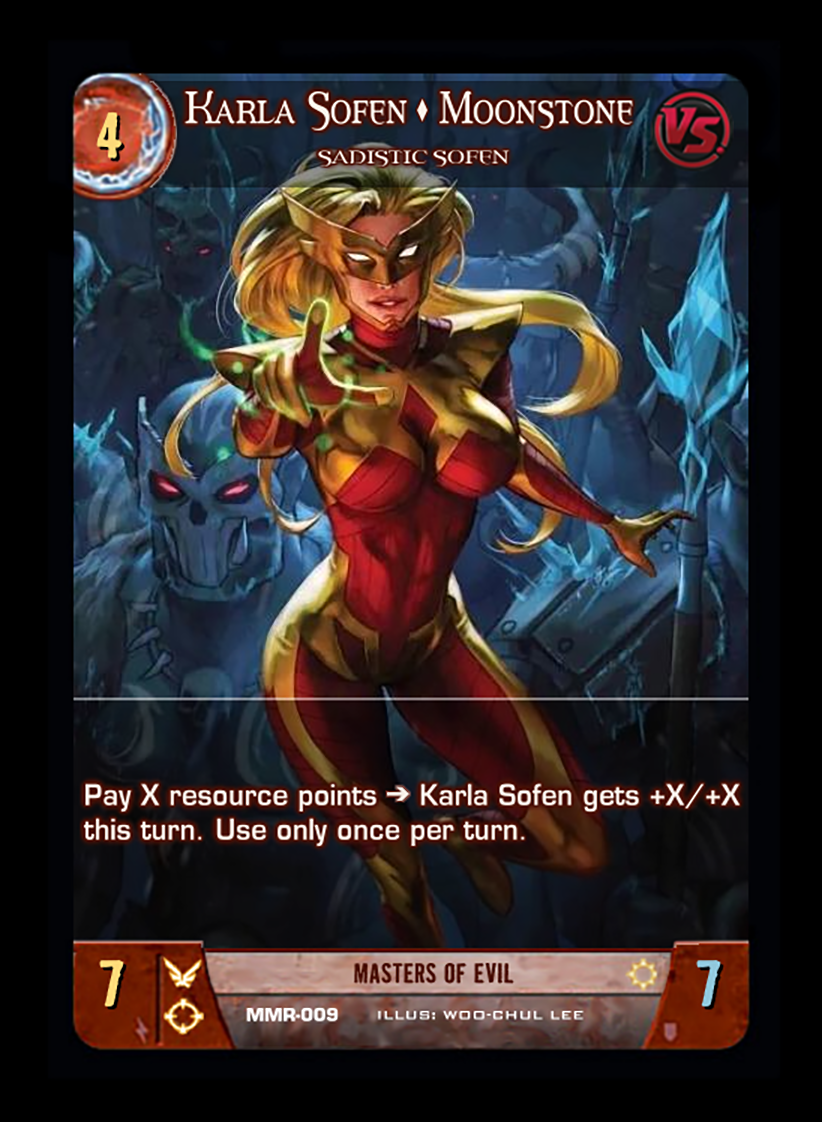 4
Karla Sofen ♦ Moonstone
VS.
Sadistic Sofen
Pay X resource points ➔ Karla Sofen gets +X/+X
this turn. Use only once per turn.
7
MASTERS OF EVIL
7
MMR-009 ILLUS: WOO-CHUL LEE